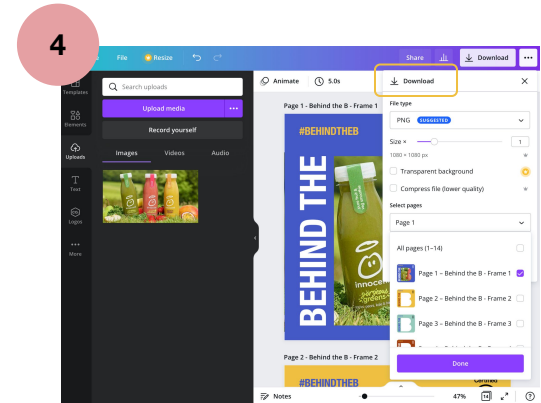 4
File Resize Share Download
Templates
Elements
Uploads
Text
Logos
More
Search uploads
Upload media
Record yourself
Images Videos Audio
Animate 5.0s
Page 1 - Behind the B - Frame 1
#BEHINDTHEB
BEHIND THE
innocent
gorgeous
greens
Page 2 - Behind the B - Frame 2
#BEHINDTHEB
Certified
Notes
47% 14
Download
File type
PNG SUGGESTED
Size × 1
1080 × 1080 px
Transparent background
Compress file (lower quality)
Select pages
Page 1
All pages (1–14)
Page 1 – Behind the B - Frame 1
Page 2 – Behind the B - Frame 2
Page 3 – Behind the B - Frame 3
Done